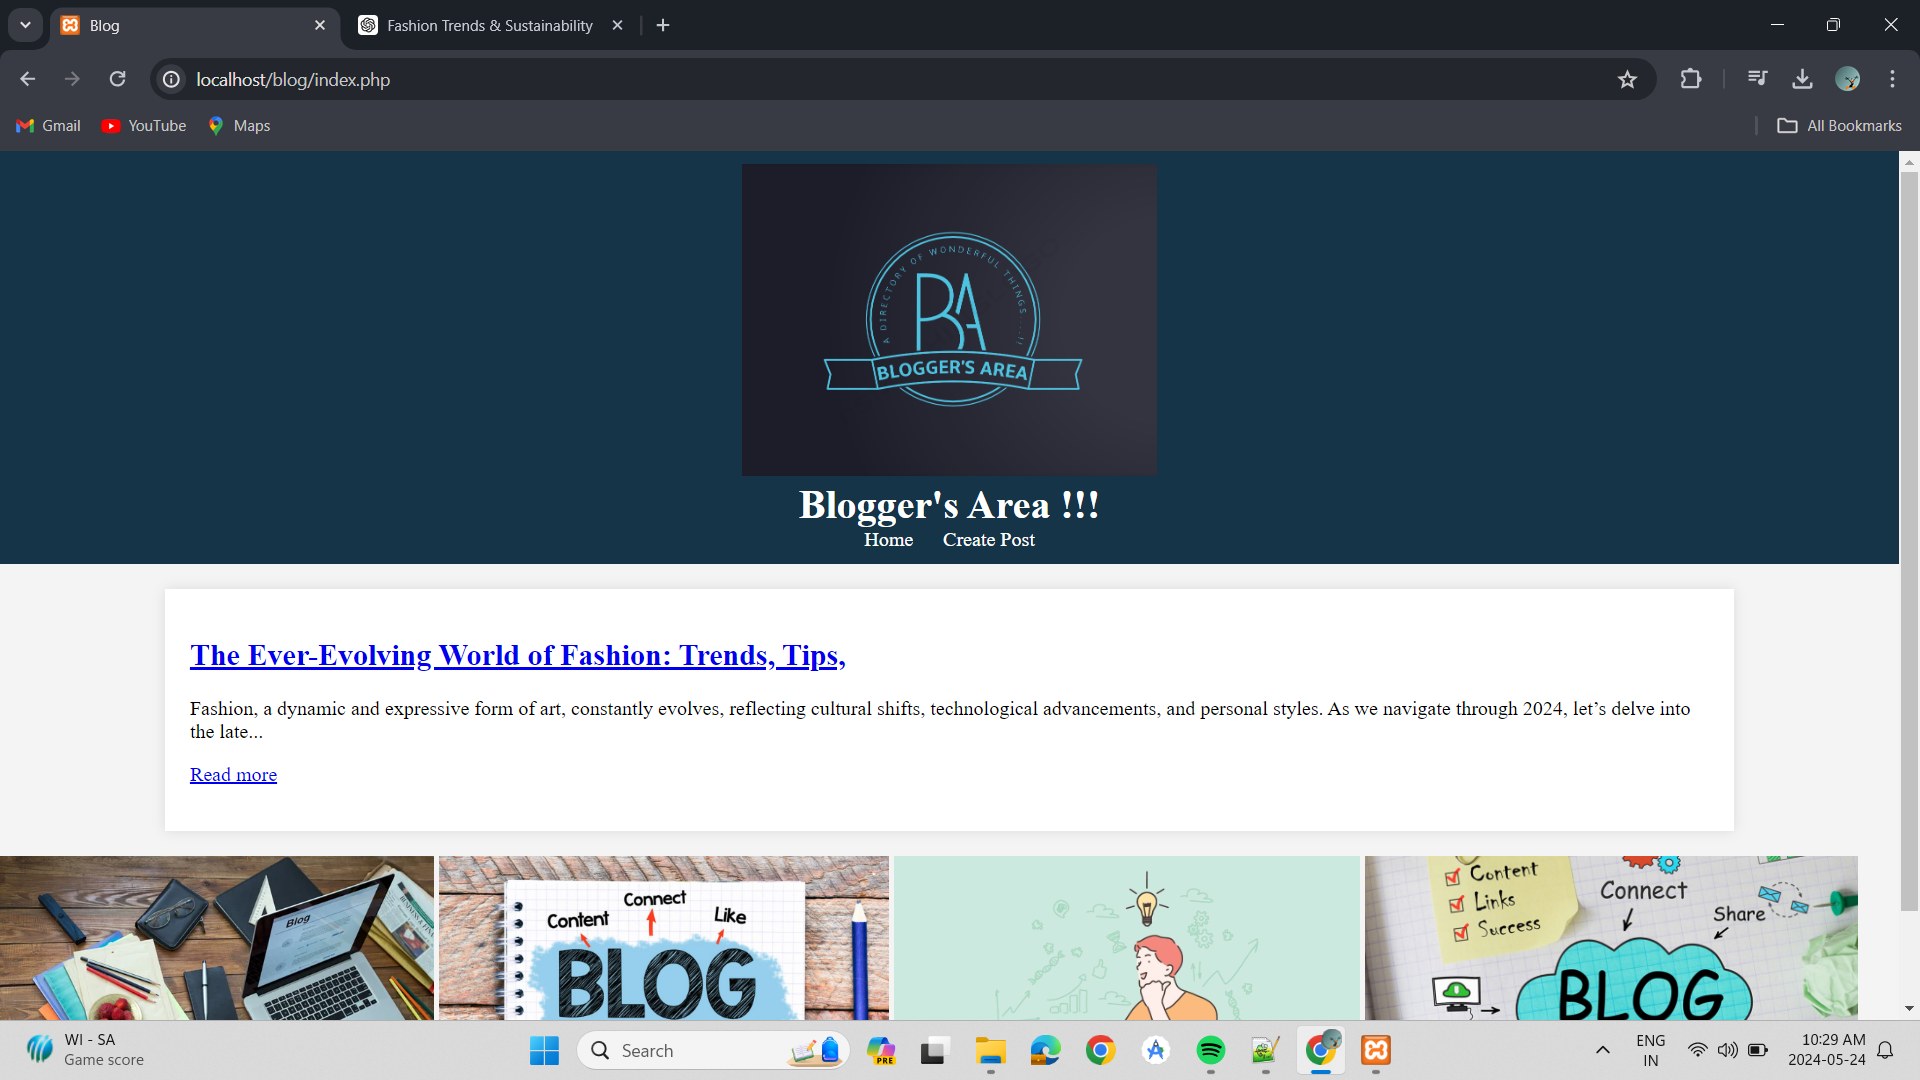 Blog
Fashion Trends & Sustainability
localhost/blog/index.php
Gmail
YouTube
Maps
All Bookmarks
A DIRECTORY OF WONDERFUL THINGS.....!!
BA
BLOGGER'S AREA
Blogger's Area !!!
Home
Create Post
The Ever-Evolving World of Fashion: Trends, Tips,
Fashion, a dynamic and expressive form of art, constantly evolves, reflecting cultural shifts, technological advancements, and personal styles. As we navigate through 2024, let’s delve into
the late...
Read more
Blog
Content
Connect
Like
BLOG
Content
Links
Success
Connect
Share
BLOG
WI - SA
Game score
Search
PRE
ENG
IN
10:29 AM
2024-05-24